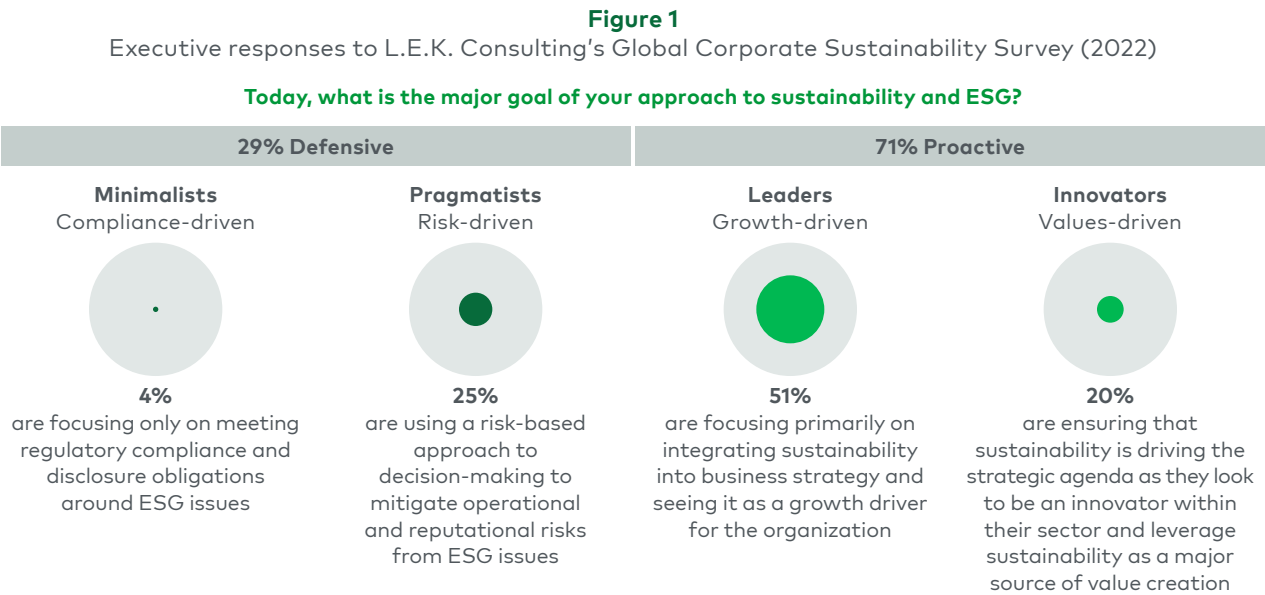 Figure 1
Executive responses to L.E.K. Consulting's Global Corporate Sustainability Survey (2022)
Today, what is the major goal of your approach to sustainability and ESG?
29% Defensive
71% Proactive
Minimalists
Compliance-driven
4%
are focusing only on meeting
regulatory compliance and
disclosure obligations
around ESG issues
Pragmatists
Risk-driven
25%
are using a risk-based
approach to
decision-making to
mitigate operational
and reputational risks
from ESG issues
Leaders
Growth-driven
51%
are focusing primarily on
integrating sustainability
into business strategy and
seeing it as a growth driver
for the organization
Innovators
Values-driven
20%
are ensuring that
sustainability is driving the
strategic agenda as they look
to be an innovator within
their sector and leverage
sustainability as a major
source of value creation